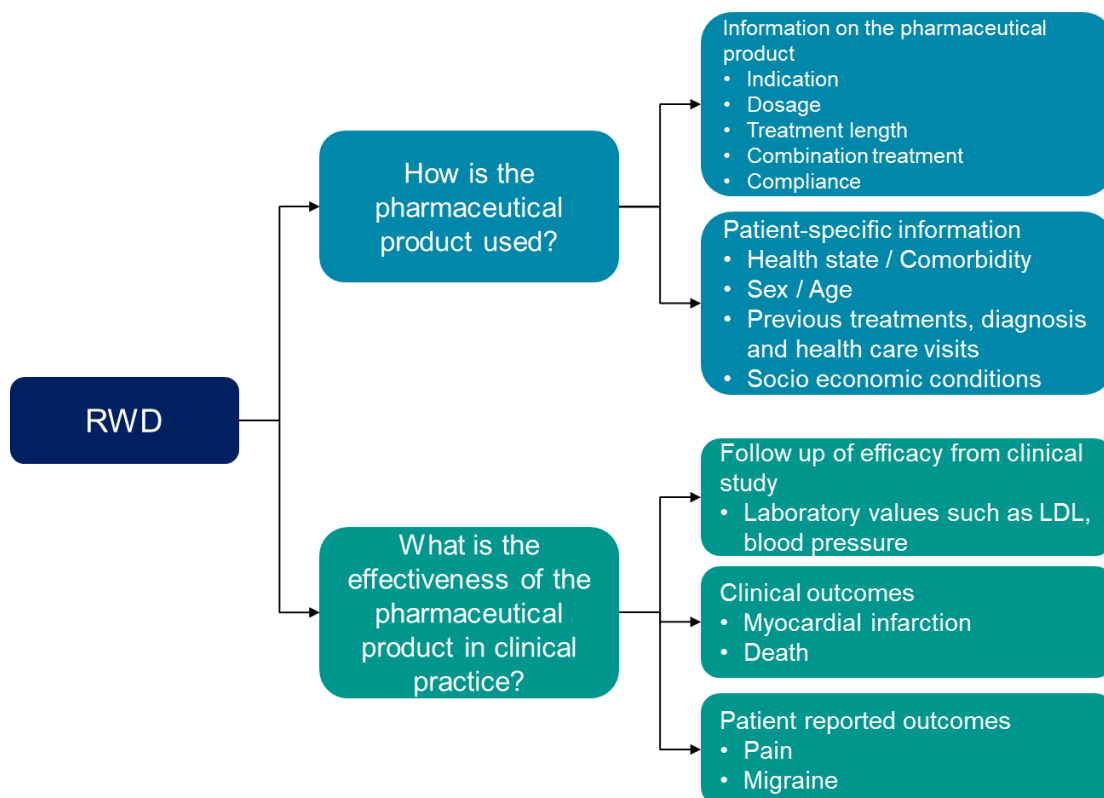 RWD
How is the
pharmaceutical
product used?
Information on the pharmaceutical
product
• Indication
• Dosage
• Treatment length
• Combination treatment
• Compliance
Patient-specific information
• Health state / Comorbidity
• Sex / Age
• Previous treatments, diagnosis
and health care visits
• Socio economic conditions
What is the
effectiveness of the
pharmaceutical
product in clinical
practice?
Follow up of efficacy from clinical
study
• Laboratory values such as LDL,
blood pressure
Clinical outcomes
• Myocardial infarction
• Death
Patient reported outcomes
• Pain
• Migraine